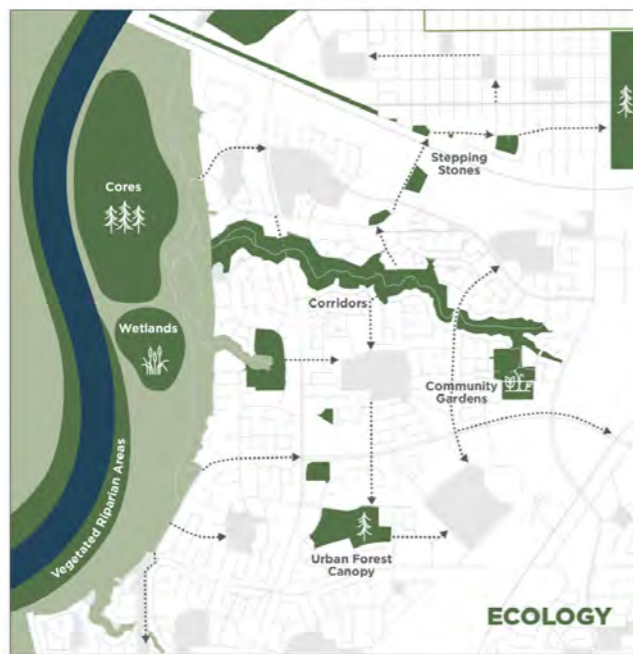 Stepping
Stones
Cores
Corridors
Wetlands
Community
Gardens
Vegetated Riparian Areas
Urban Forest
Canopy
ECOLOGY